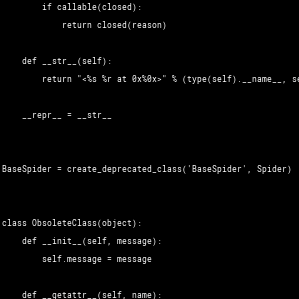 if callable(closed):
            return closed(reason)

    def __str__(self):
        return "<%s %r at 0x%0x>" % (type(self).__name__,

    __repr__ = __str__


BaseSpider = create_deprecated_class('BaseSpider', Spider)


class ObsoleteClass(object):
    def __init__(self, message):
        self.message = message

    def __getattr__(self, name):